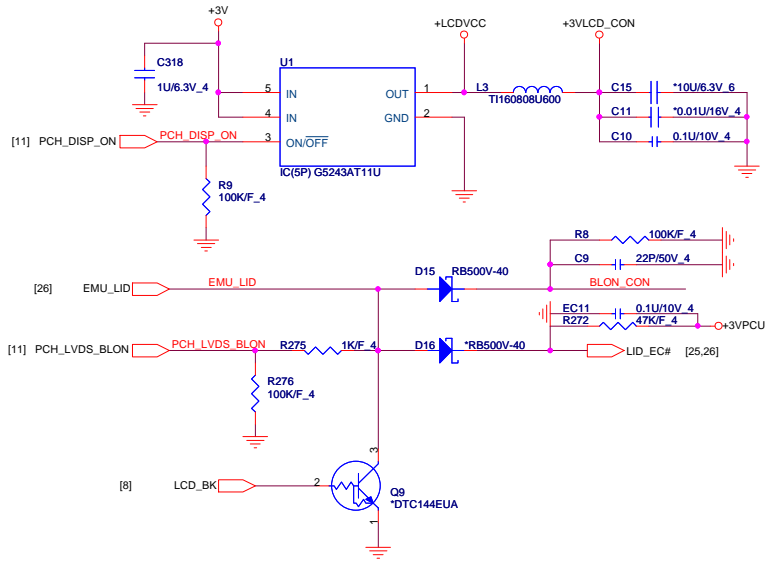 +3V
+LCDVCC
+3VLCD_CON
C318
1U/6.3V_4
U1
5
IN
4
IN
3
ON/OFF
OUT
1
GND
2
IC(5P) G5243AT11U
L3
TI160808U600
C15
*10U/6.3V_6
C11
*0.01U/16V_4
C10
0.1U/10V_4
[11]
PCH_DISP_ON
PCH_DISP_ON
R9
100K/F_4
R8
100K/F_4
C9
22P/50V_4
D15
RB500V-40
BLON_CON
[26]
EMU_LID
EMU_LID
EC11
0.1U/10V_4
R272
47K/F_4
+3VPCU
[11]
PCH_LVDS_BLON
PCH_LVDS_BLON
R275
1K/F_4
D16
*RB500V-40
LID_EC#
[25,26]
R276
100K/F_4
3
[8]
LCD_BK
2
Q9
*DTC144EUA
1